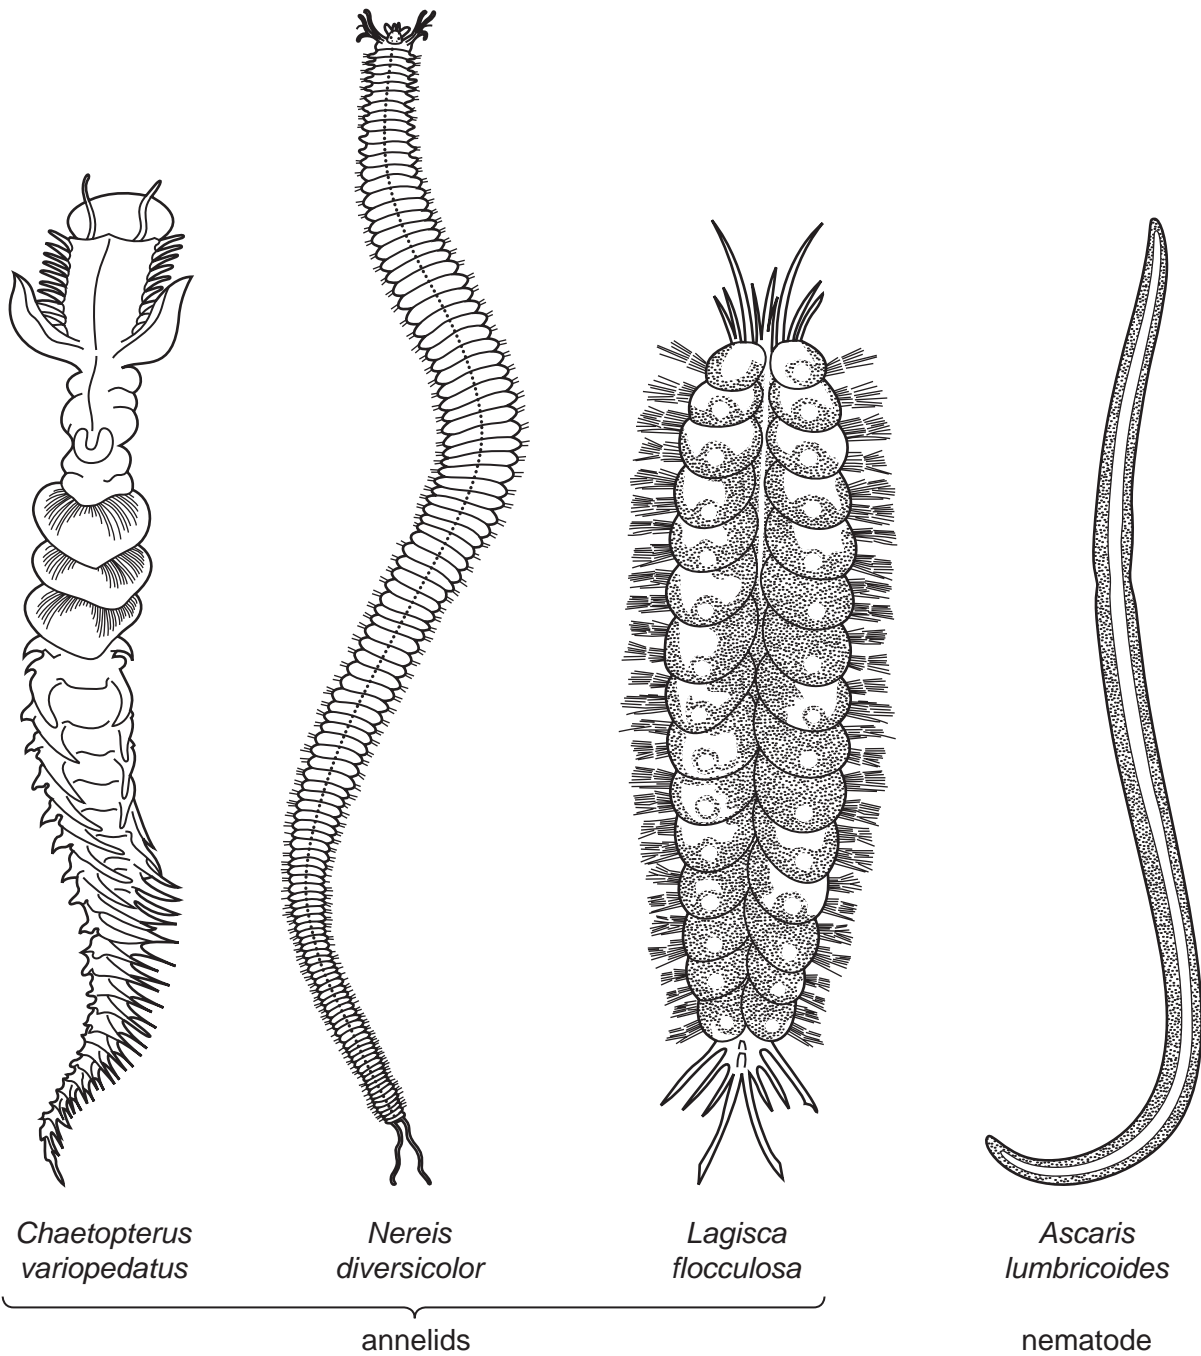 Chaetopterus
variopedatus
Nereis
diversicolor
Lagisca
flocculosa
Ascaris
lumbricoides
annelids
nematode